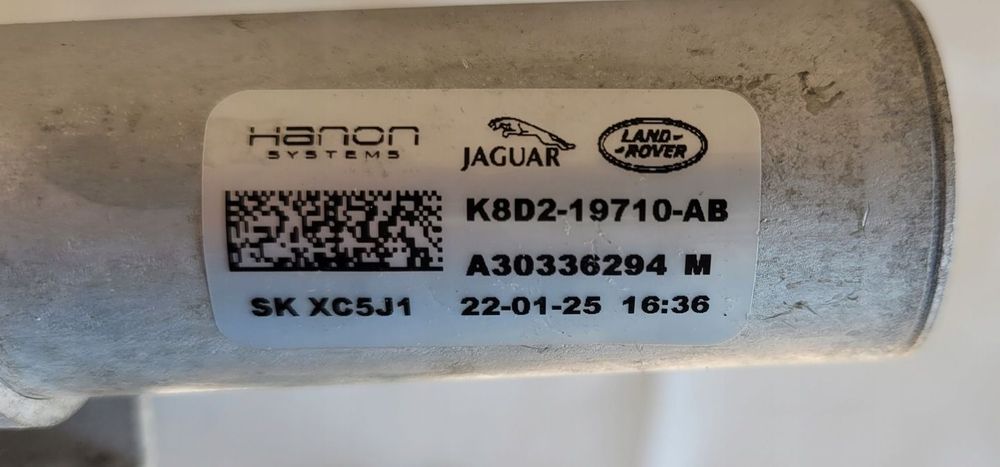 Hanon
SYSTEMS
JAGUAR
LAND-
ROVER
K8D2-19710-AB
A30336294 M
SK XC5J1
22-01-25 16:36